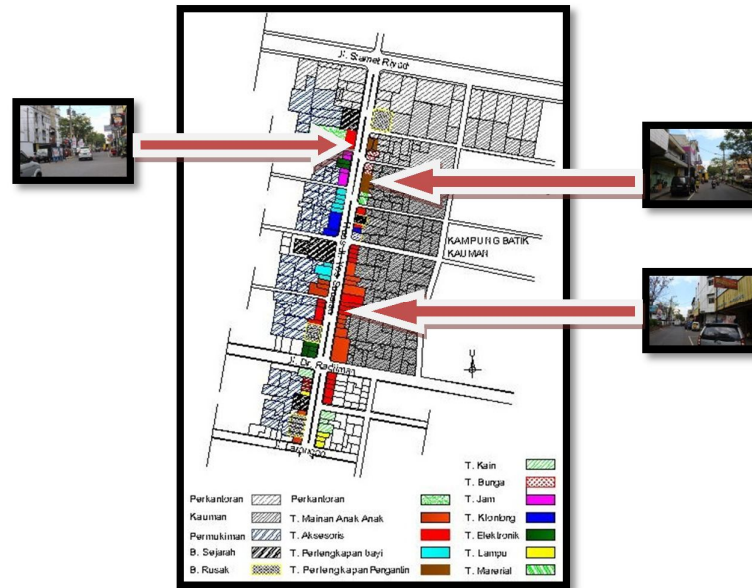 Jl. Slamet Riyadi
KAMPUNG BATIK
KAUMAN
U
Jl. Dr. Radjiman
T. Kain
T. Bunga
Perkantoran
Perkantoran
T. Jam
Kauman
T. Mainan Anak Anak
T. Klontong
Permukiman
T. Aksesoris
T. Elektronik
B. Sejarah
T. Perlengkapan bayi
T. Lampu
B. Rusak
T. Perlengkapan Pengantin
T. Material